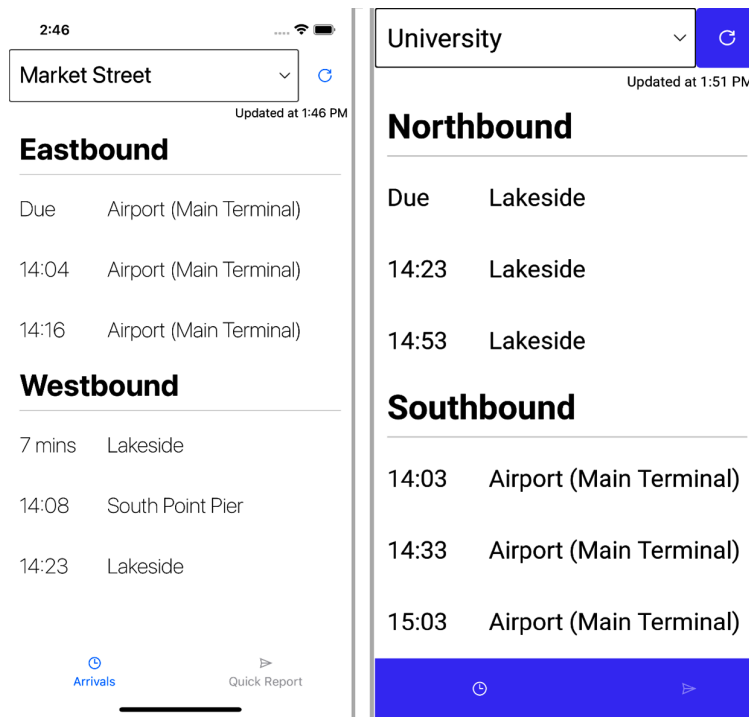 2:46
Market Street
Updated at 1:46 PM
Eastbound
Due Airport (Main Terminal)
14:04 Airport (Main Terminal)
14:16 Airport (Main Terminal)
Westbound
7 mins Lakeside
14:08 South Point Pier
14:23 Lakeside
Arrivals Quick Report
University
Updated at 1:51 PM
Northbound
Due Lakeside
14:23 Lakeside
14:53 Lakeside
Southbound
14:03 Airport (Main Terminal)
14:33 Airport (Main Terminal)
15:03 Airport (Main Terminal)